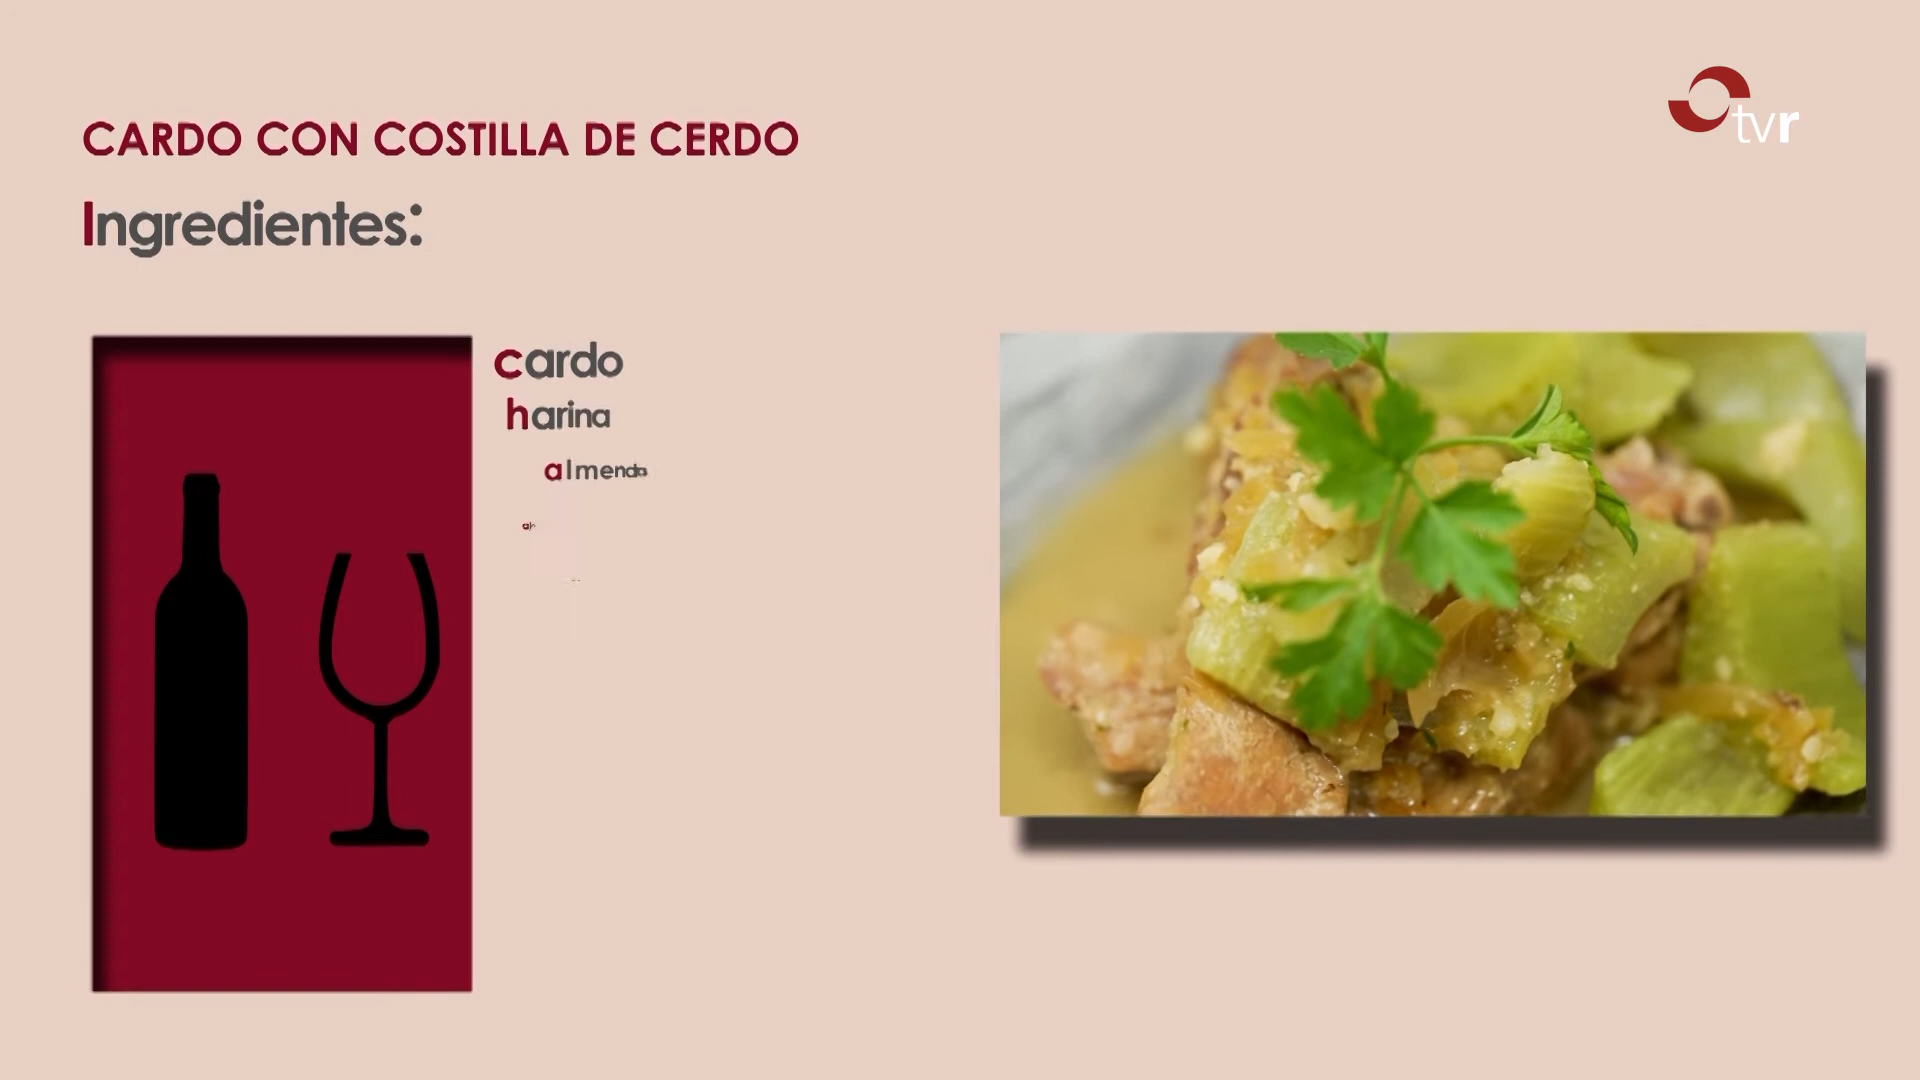 tvr
CARDO CON COSTILLA DE CERDO
Ingredientes:
cardo
harina